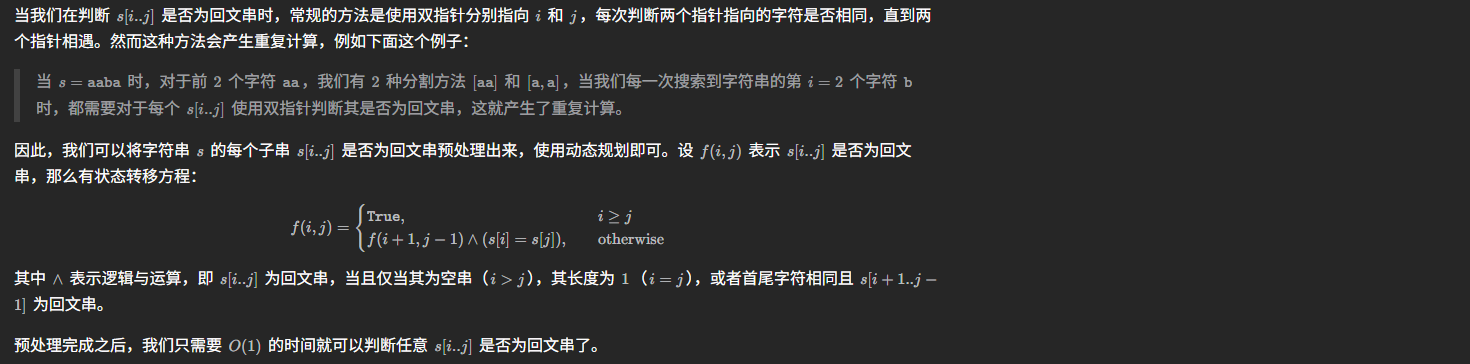 当我们在判断 s[i..j] 是否为回文串时，常规的方法是使用双指针分别指向 i 和 j，每次判断两个指针指向的字符是否相同，直到两
个指针相遇。然而这种方法会产生重复计算，例如下面这个例子：
当 s = aaba 时，对于前 2 个字符 aa，我们有 2 种分割方法 [aa] 和 [a, a]，当我们每一次搜索到字符串的第 i = 2 个字符 b
时，都需要对于每个 s[i..j] 使用双指针判断其是否为回文串，这就产生了重复计算。
因此，我们可以将字符串 s 的每个子串 s[i..j] 是否为回文串预处理出来，使用动态规划即可。设 f(i, j) 表示 s[i..j] 是否为回文
串，那么有状态转移方程：
f(i, j) = { True, i ≥ j
f(i + 1, j − 1) ∧ (s[i] = s[j]), otherwise
其中 ∧ 表示逻辑与运算，即 s[i..j] 为回文串，当且仅当其为空串（i > j），其长度为 1（i = j），或者首尾字符相同且 s[i + 1..j −
1] 为回文串。
预处理完成之后，我们只需要 O(1) 的时间就可以判断任意 s[i..j] 是否为回文串了。